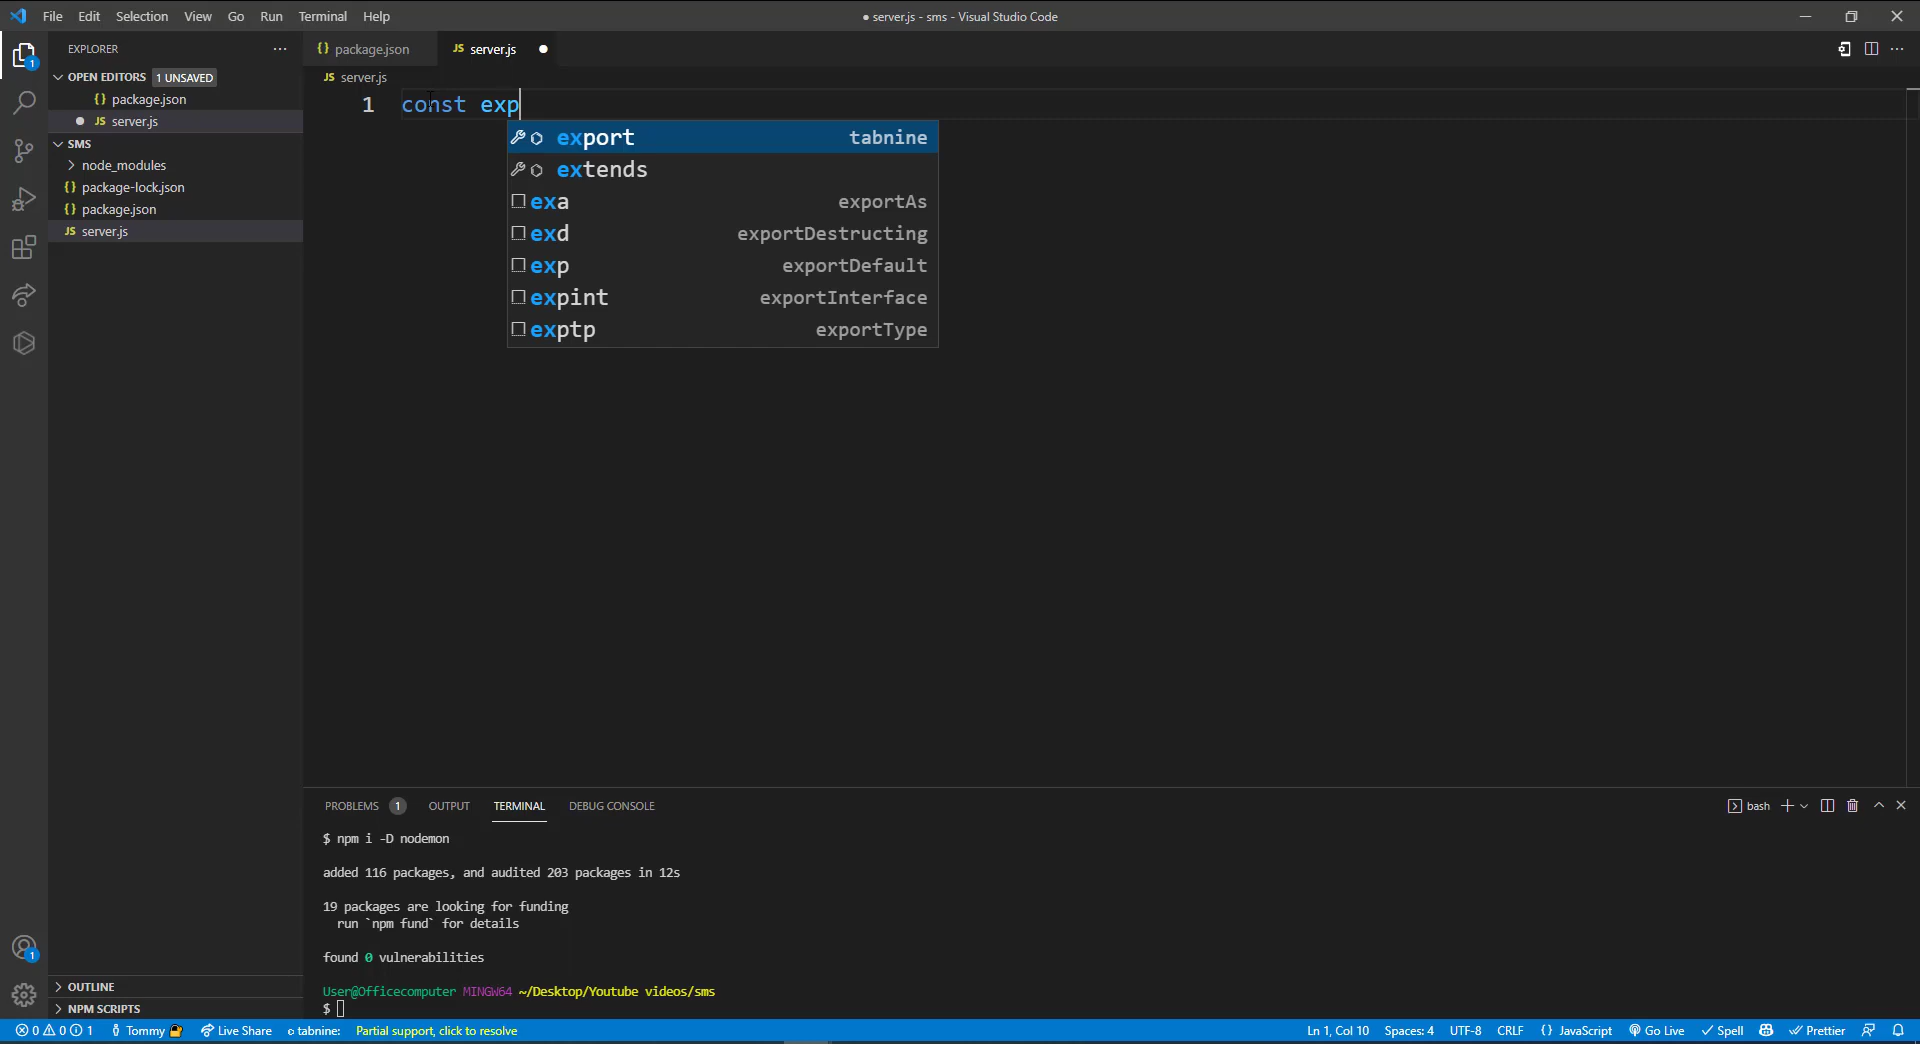 File Edit Selection View Go Run Terminal Help
● server.js - sms - Visual Studio Code
EXPLORER
OPEN EDITORS 1 UNSAVED
{} package.json
JS server.js
SMS
node_modules
{} package-lock.json
{} package.json
JS server.js
OUTLINE
NPM SCRIPTS
1
1
{} package.json
JS server.js
JS server.js
1 const exp
export tabnine
extends
exa exportAs
exd exportDestructing
exp exportDefault
expint exportInterface
exptp exportType
PROBLEMS 1 OUTPUT TERMINAL DEBUG CONSOLE
bash
$ npm i -D nodemon
added 116 packages, and audited 203 packages in 12s
19 packages are looking for funding
run `npm fund` for details
found 0 vulnerabilities
User@Officecomputer MINGW64 ~/Desktop/Youtube videos/sms
$
0 0 1 Tommy Live Share tabnine: Partial support, click to resolve
Ln 1, Col 10 Spaces: 4 UTF-8 CRLF {} JavaScript Go Live Spell Prettier